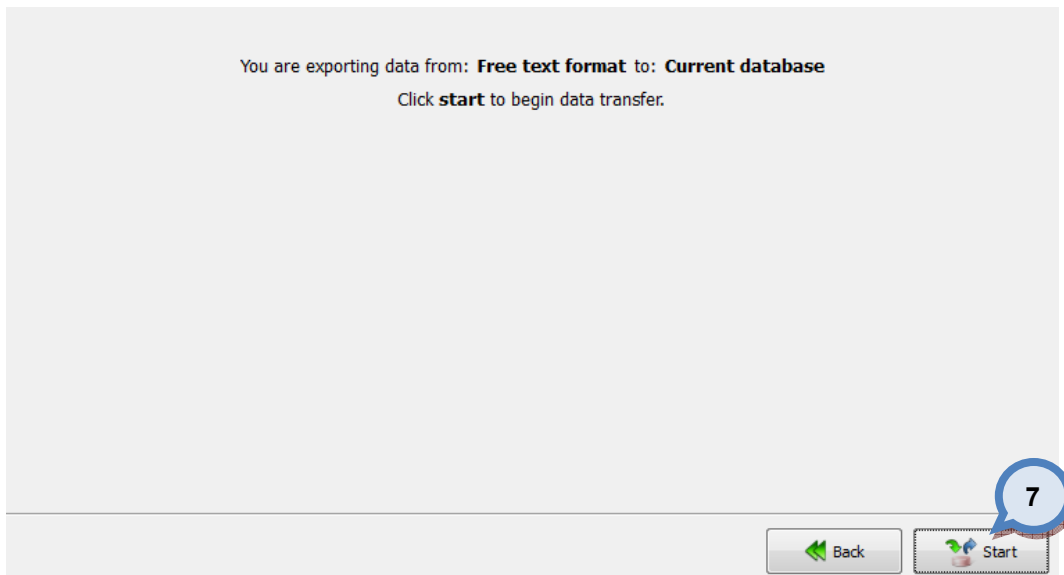 You are exporting data from: Free text format to: Current database
Click start to begin data transfer.
7
Back
Start